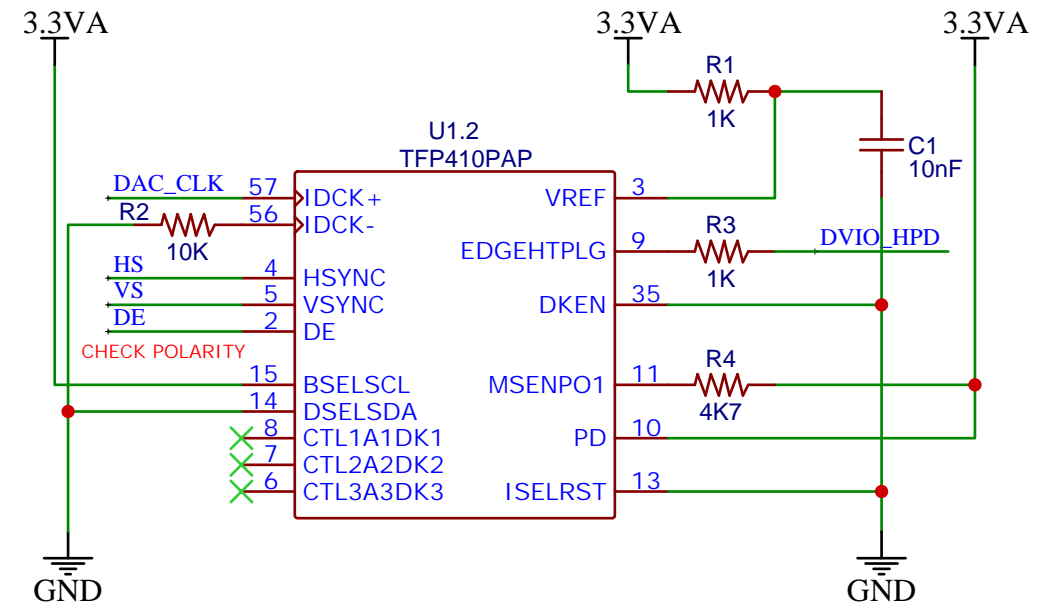 3.3VA
3.3VA
3.3VA
R1
1K
C1
10nF
U1.2
TFP410PAP
DAC_CLK
57
IDCK+
R2
10K
56
IDCK-
HS
4
HSYNC
VS
5
VSYNC
DE
2
DE
CHECK POLARITY
15
BSELSCL
14
DSELSDA
8
CTL1A1DK1
7
CTL2A2DK2
6
CTL3A3DK3
VREF
3
EDGEHTPLG
9
R3
1K
DVIO_HPD
DKEN
35
MSENPO1
11
R4
4K7
PD
10
ISELRST
13
GND
GND